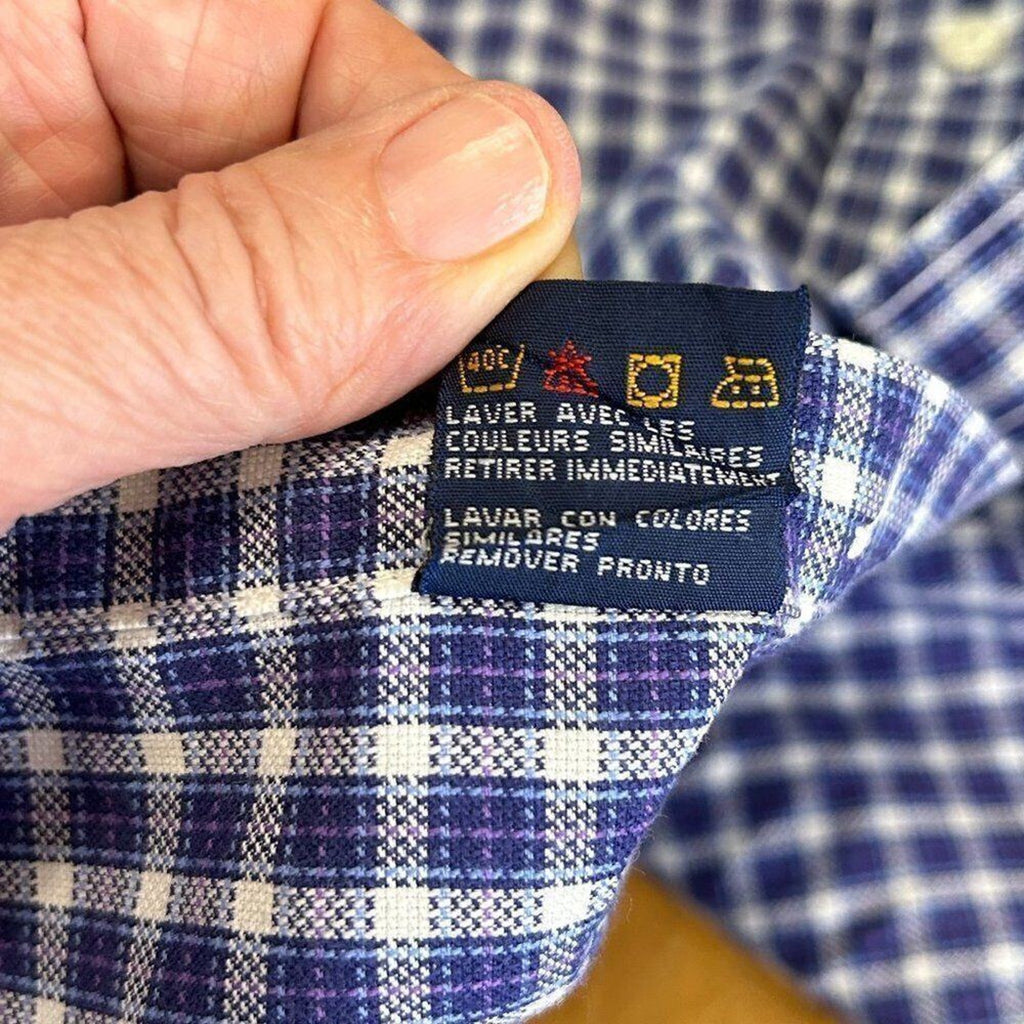 40C
LAVER AVEC LES
COULEURS SIMILAIRES
RETIRER IMMEDIATEMENT
LAVAR CON COLORES
SIMILARES
REMOVER PRONTO